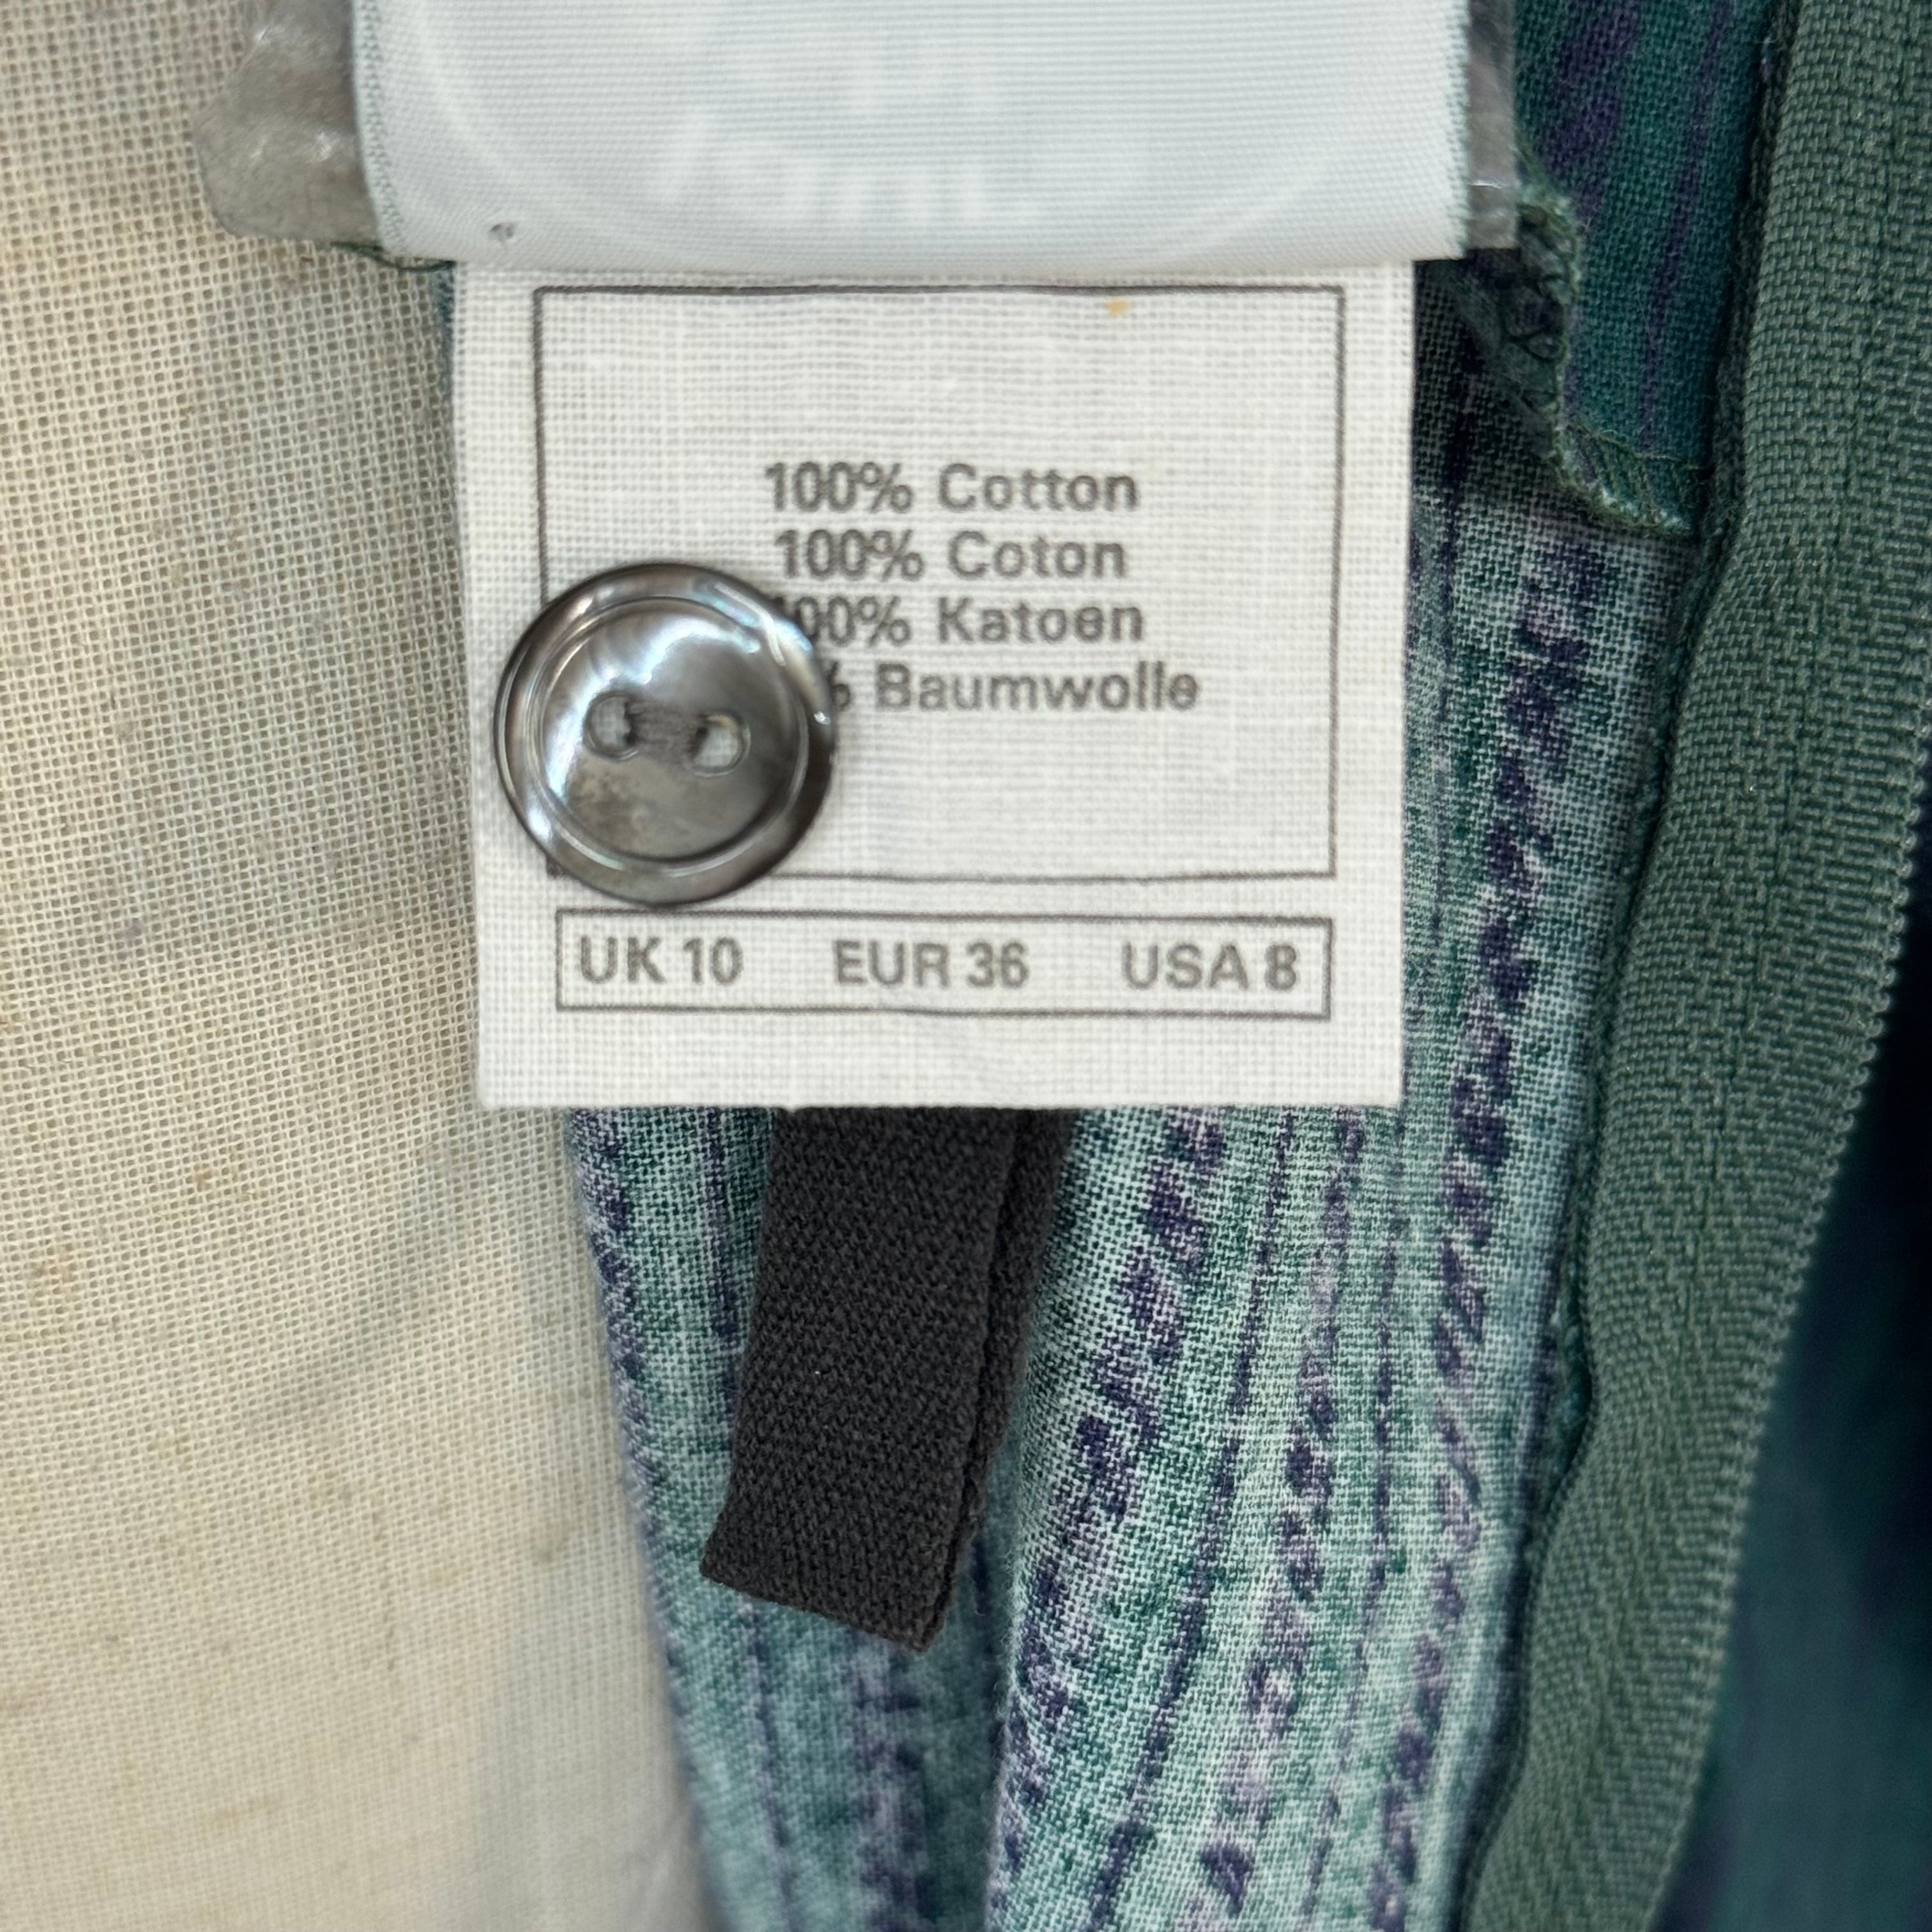 100% Cotton
100% Coton
00% Katoen
% Baumwolle
UK 10 EUR 36 USA 8